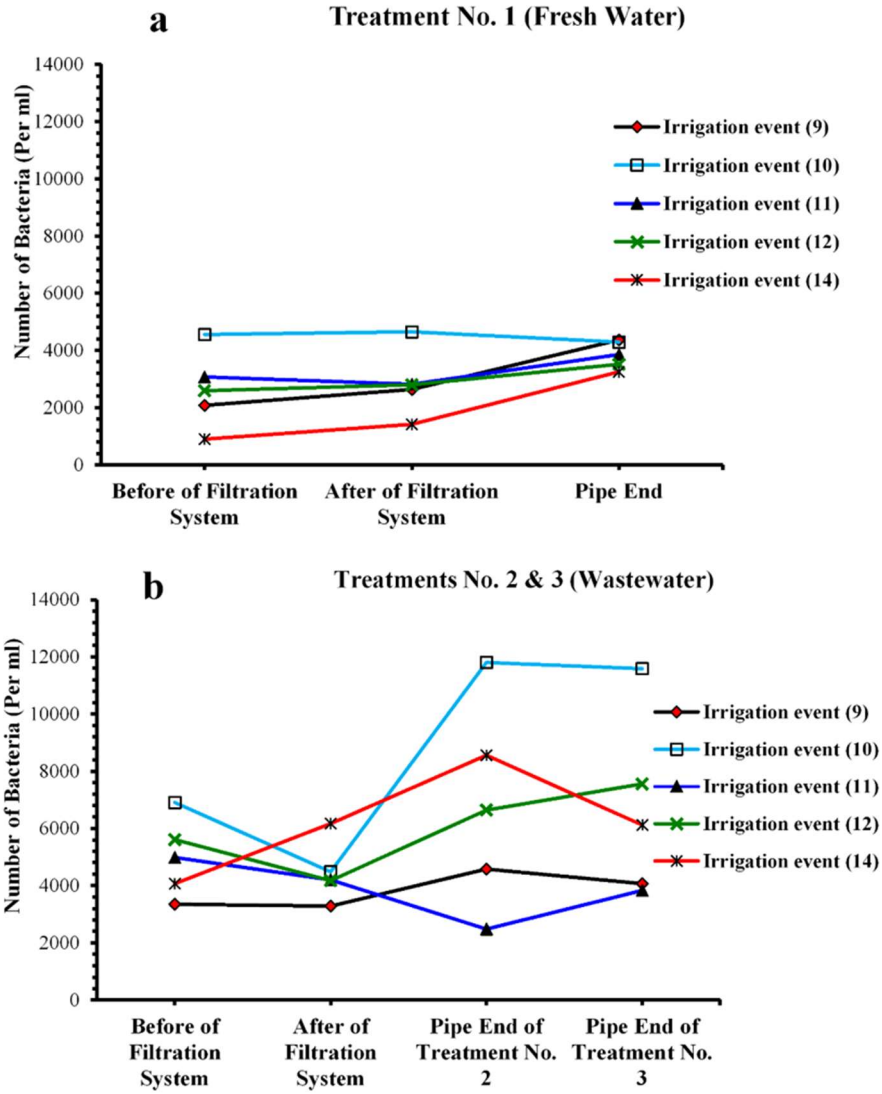 a
Treatment No. 1 (Fresh Water)
Number of Bacteria (Per ml)
14000
12000
10000
8000
6000
4000
2000
0
Irrigation event (9)
Irrigation event (10)
Irrigation event (11)
Irrigation event (12)
Irrigation event (14)
Before of Filtration
System
After of Filtration
System
Pipe End
b
Treatments No. 2 & 3 (Wastewater)
Number of Bacteria (Per ml)
14000
12000
10000
8000
6000
4000
2000
0
Irrigation event (9)
Irrigation event (10)
Irrigation event (11)
Irrigation event (12)
Irrigation event (14)
Before of
Filtration
System
After of
Filtration
System
Pipe End of
Treatment No.
2
Pipe End of
Treatment No.
3